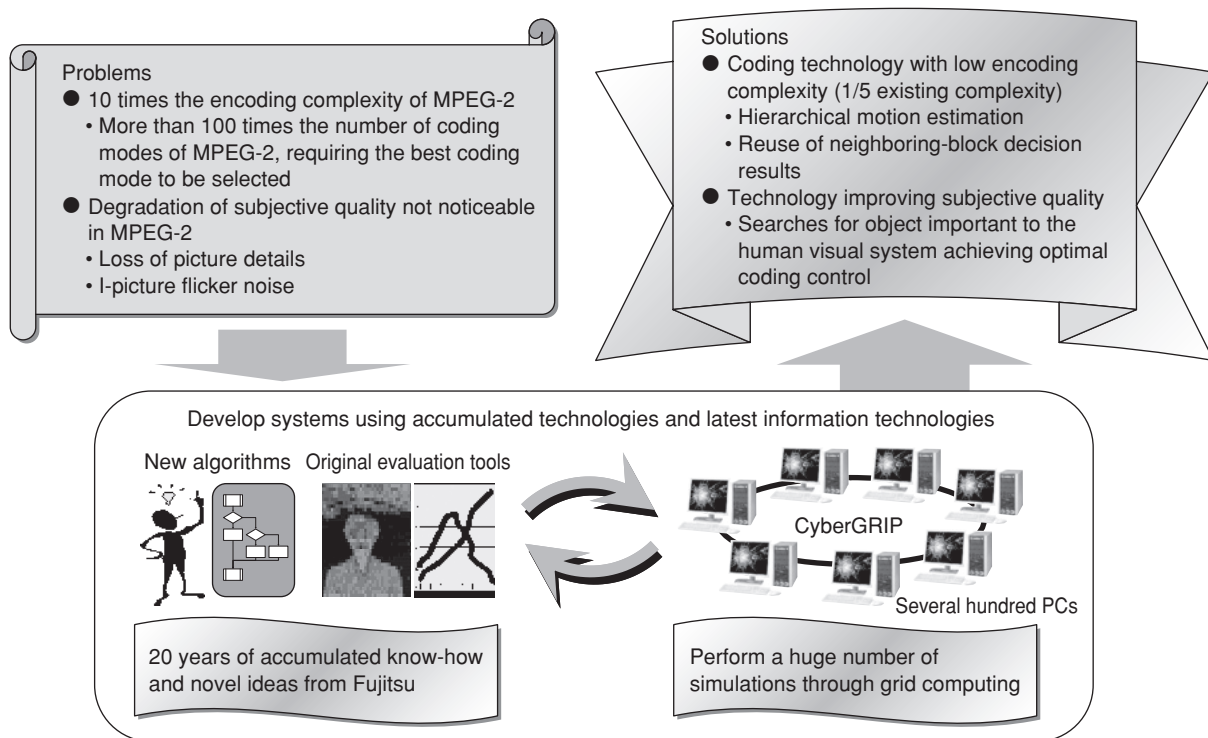 Problems
● 10 times the encoding complexity of MPEG-2
• More than 100 times the number of coding
modes of MPEG-2, requiring the best coding
mode to be selected
● Degradation of subjective quality not noticeable
in MPEG-2
• Loss of picture details
• I-picture flicker noise
Solutions
● Coding technology with low encoding
complexity (1/5 existing complexity)
• Hierarchical motion estimation
• Reuse of neighboring-block decision
results
● Technology improving subjective quality
• Searches for object important to the
human visual system achieving optimal
coding control
Develop systems using accumulated technologies and latest information technologies
New algorithms
Original evaluation tools
CyberGRIP
Several hundred PCs
20 years of accumulated know-how
and novel ideas from Fujitsu
Perform a huge number of
simulations through grid computing